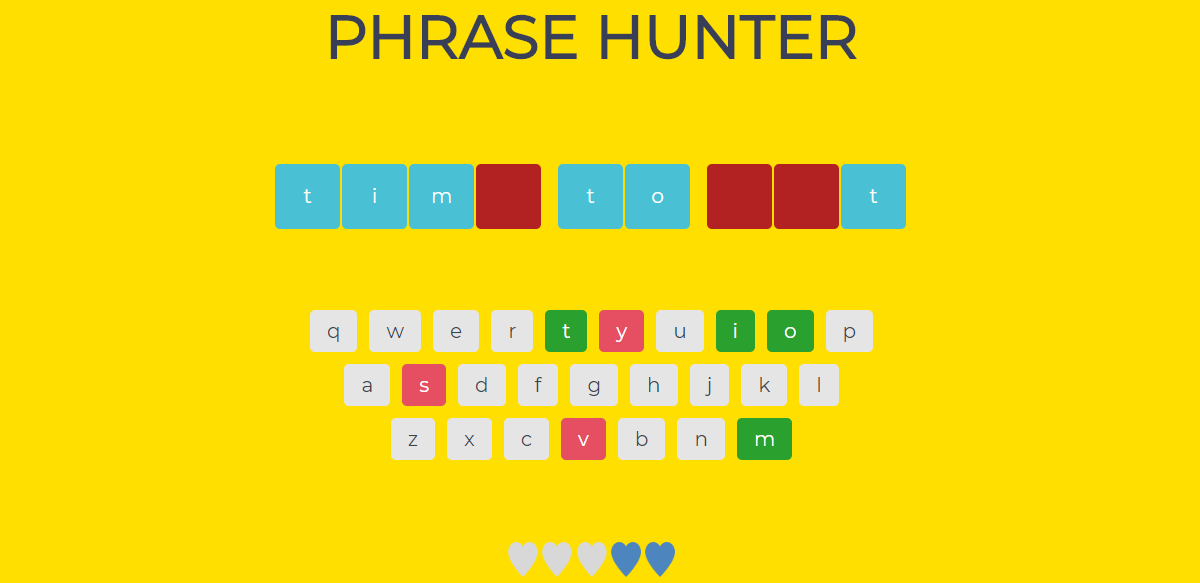 PHRASE HUNTER
t i m t o t
q w e r t y u i o p
a s d f g h j k l
z x c v b n m